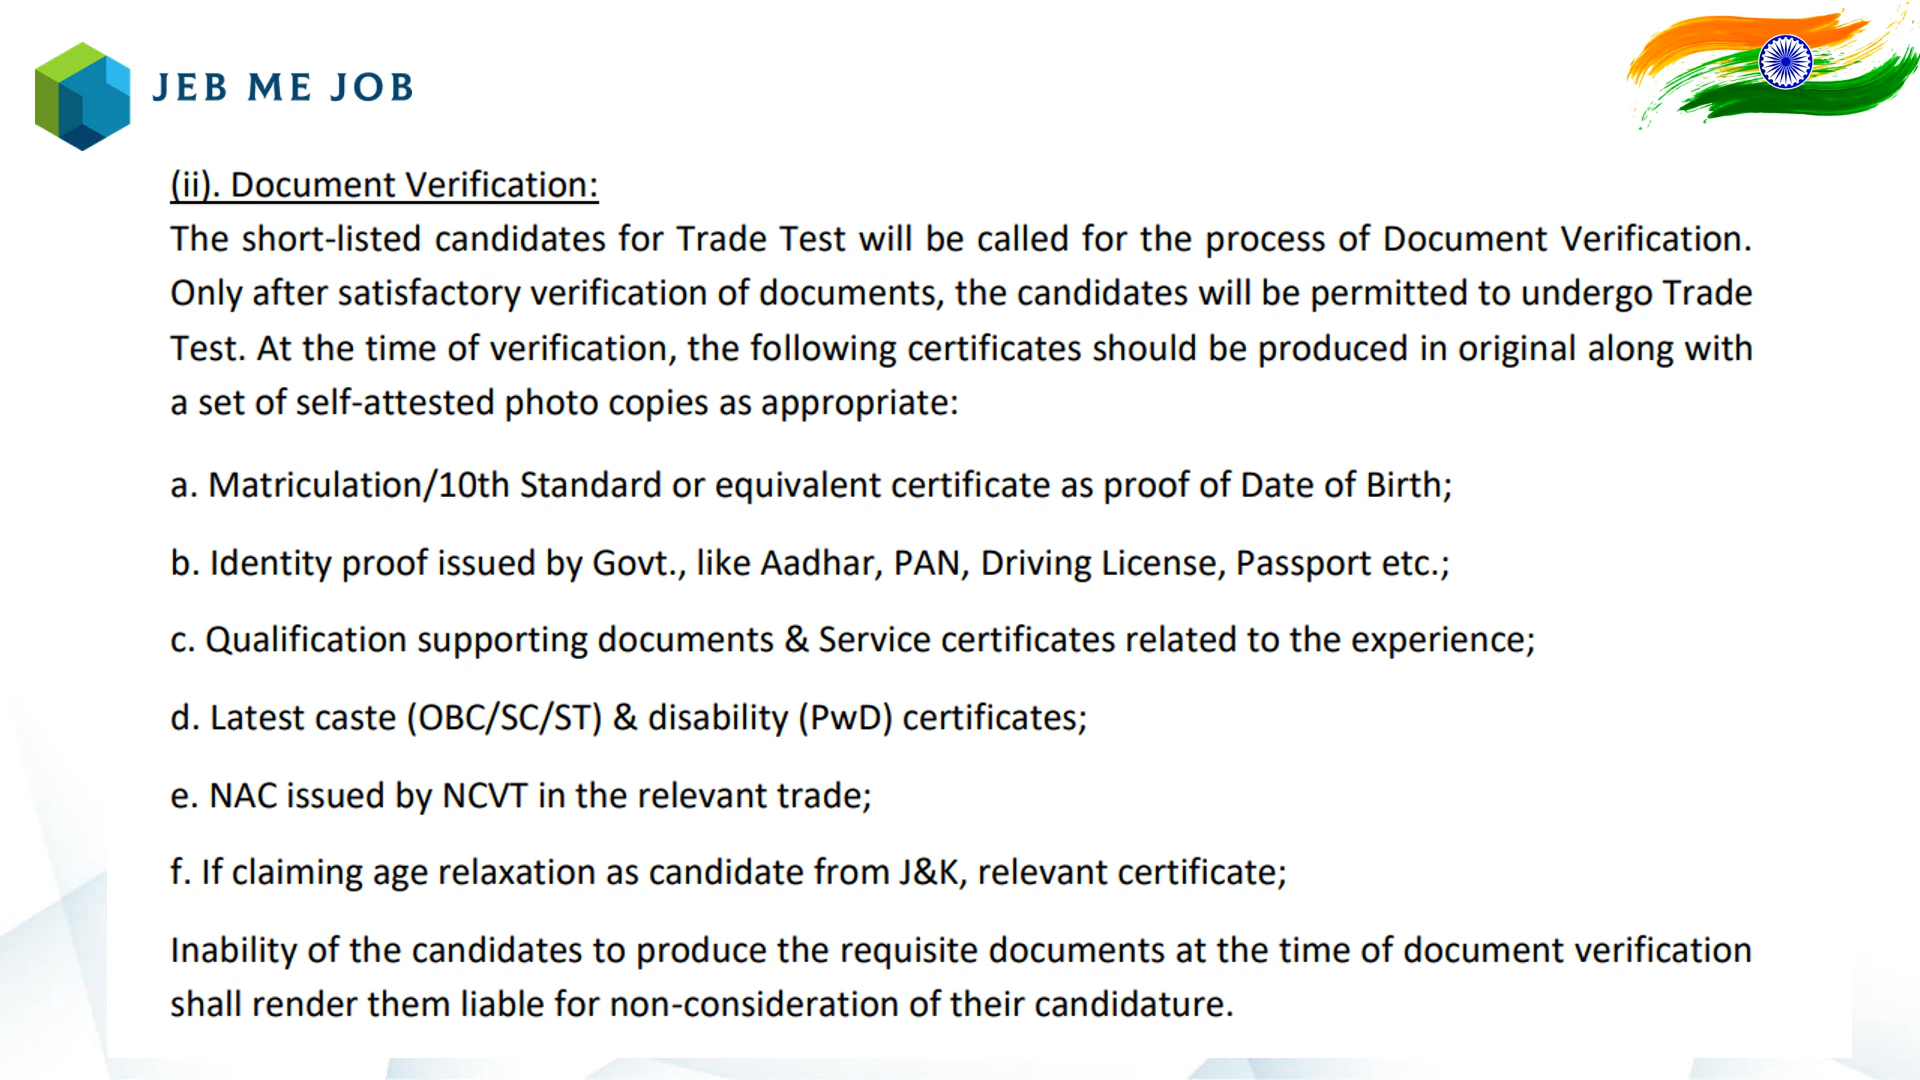 JEB ME JOB
(ii). Document Verification:
The short-listed candidates for Trade Test will be called for the process of Document Verification.
Only after satisfactory verification of documents, the candidates will be permitted to undergo Trade
Test. At the time of verification, the following certificates should be produced in original along with
a set of self-attested photo copies as appropriate:
a. Matriculation/10th Standard or equivalent certificate as proof of Date of Birth;
b. Identity proof issued by Govt., like Aadhar, PAN, Driving License, Passport etc.;
c. Qualification supporting documents & Service certificates related to the experience;
d. Latest caste (OBC/SC/ST) & disability (PwD) certificates;
e. NAC issued by NCVT in the relevant trade;
f. If claiming age relaxation as candidate from J&K, relevant certificate;
Inability of the candidates to produce the requisite documents at the time of document verification
shall render them liable for non-consideration of their candidature.